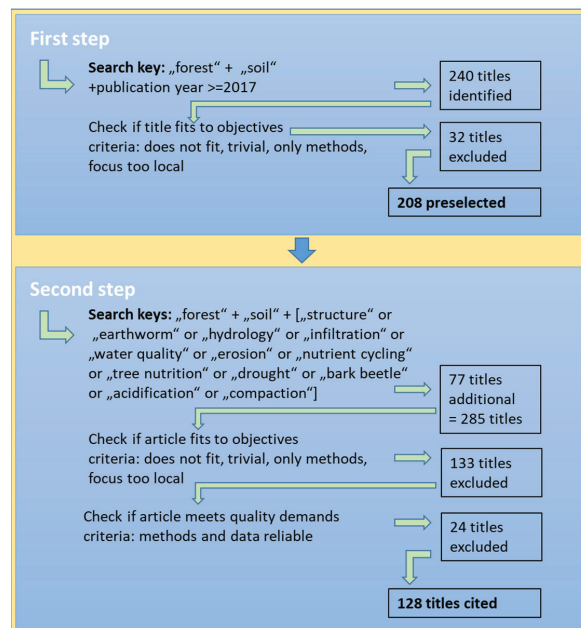 First step
Search key: „forest“ + „soil“
+publication year >=2017
240 titles
identified
Check if title fits to objectives
criteria: does not fit, trivial, only methods,
focus too local
32 titles
excluded
208 preselected
Second step
Search keys: „forest“ + „soil“ + [„structure“ or
„earthworm“ or „hydrology“ or „infiltration“ or
„water quality“ or „erosion“ or „nutrient cycling“
or „tree nutrition“ or „drought“ or „bark beetle“
or „acidification“ or „compaction“]
77 titles
additional
= 285 titles
Check if article fits to objectives
criteria: does not fit, trivial, only methods,
focus too local
133 titles
excluded
Check if article meets quality demands
criteria: methods and data reliable
24 titles
excluded
128 titles cited